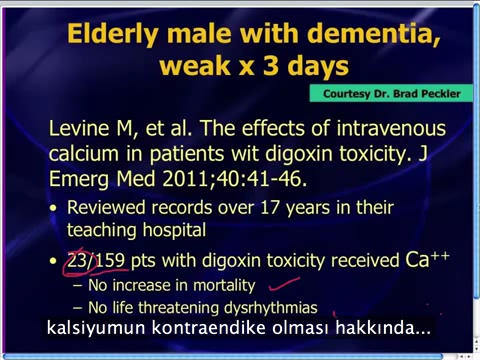 Elderly male with dementia,
weak x 3 days
Courtesy Dr. Brad Peckler
Levine M, et al. The effects of intravenous
calcium in patients wit digoxin toxicity. J
Emerg Med 2011;40:41-46.
• Reviewed records over 17 years in their
teaching hospital
• 23/159 pts with digoxin toxicity received Ca++
– No increase in mortality
– No life threatening dysrhythmias
kalsiyumun kontraendike olması hakkında...